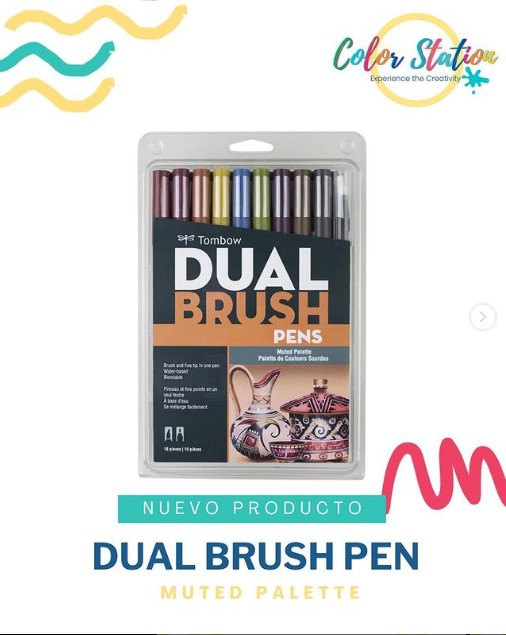 Color Station
Experience the Creativity
Tombow
DUAL
BRUSH
PENS
Muted Palette
Palette de Couleurs Sourdes
Brush and fine tip in one pen
Water-based
Blendable
Pinceau et fine pointe en un
seul feutre
À base d'eau
Se mélange facilement
10 pieces | 10 pièces
NUEVO PRODUCTO
DUAL BRUSH PEN
MUTED PALETTE